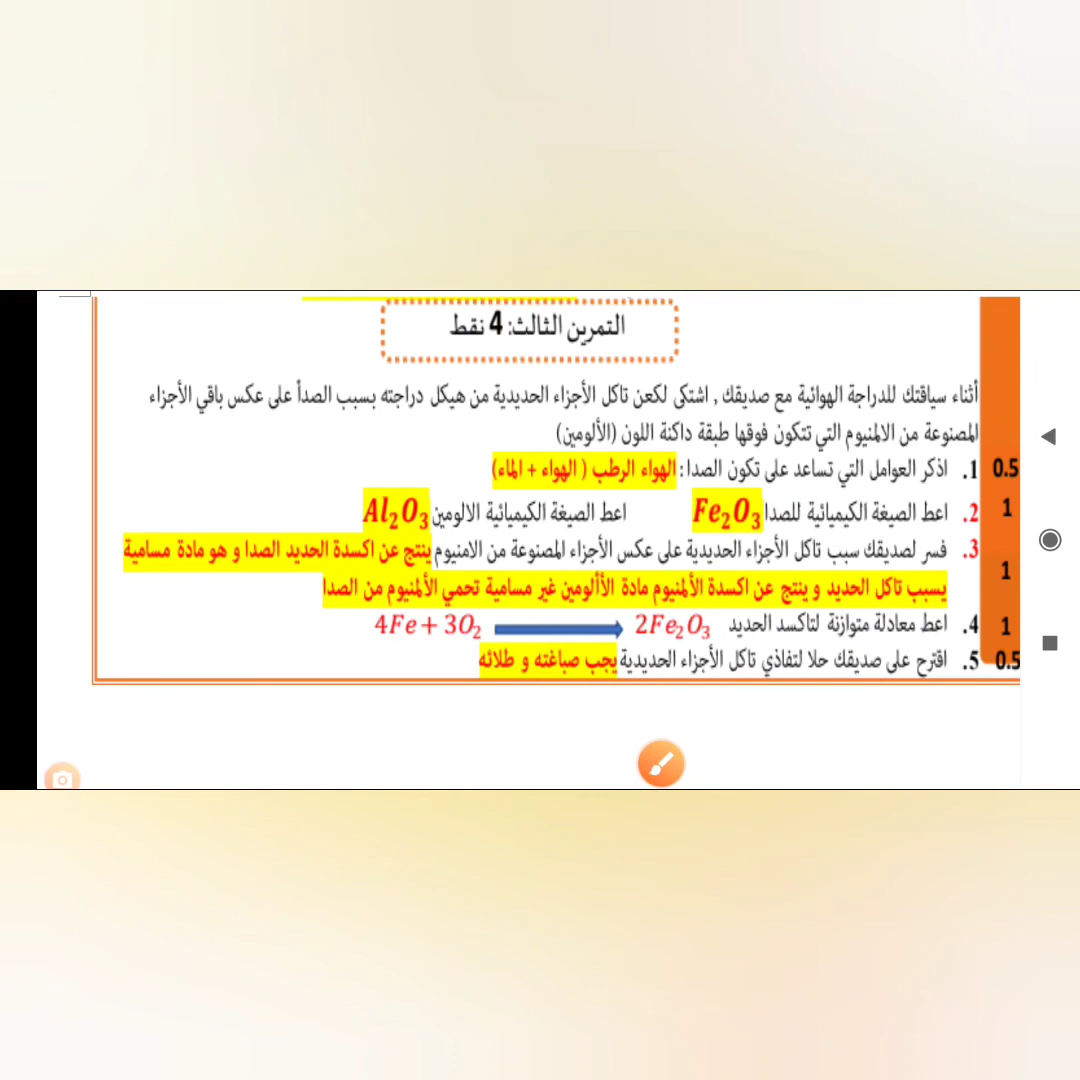 التمرين الثالث: 4 نقط
أثناء سياقتك للدراجة الهوائية مع صديقك , اشتكى لكعن تاكل الأجزاء الحديدية من هيكل دراجته بسبب الصدأ على عكس باقي الأجزاء
المصنوعة من الالمنيوم التي تتكون فوقها طبقة داكنة اللون (الألومين)
0.5 1. اذكر العوامل التي تساعد على تكون الصدا : الهواء الرطب ( الهواء + الماء)
1 2. اعط الصيغة الكيميائية للصدا Fe₂O₃ اعط الصيغة الكيميائية الالومين Al₂O₃
3. فسر لصديقك سبب تاكل الأجزاء الحديدية على عكس الأجزاء المصنوعة من الامنيوم ينتج عن اكسدة الحديد الصدا و هو مادة مسامية
1 يسبب تاكل الحديد و ينتج عن اكسدة الألمنيوم مادة الأألومين غير مسامية تحمي الألمنيوم من الصدا
1 4. اعط معادلة متوازنة لتاكسد الحديد 4Fe + 3O₂ ⟶ 2Fe₂O₃
0.5 5. اقترح على صديقك حلا لتفاذي تاكل الأجزاء الحديدية يجب صباغته و طلائه